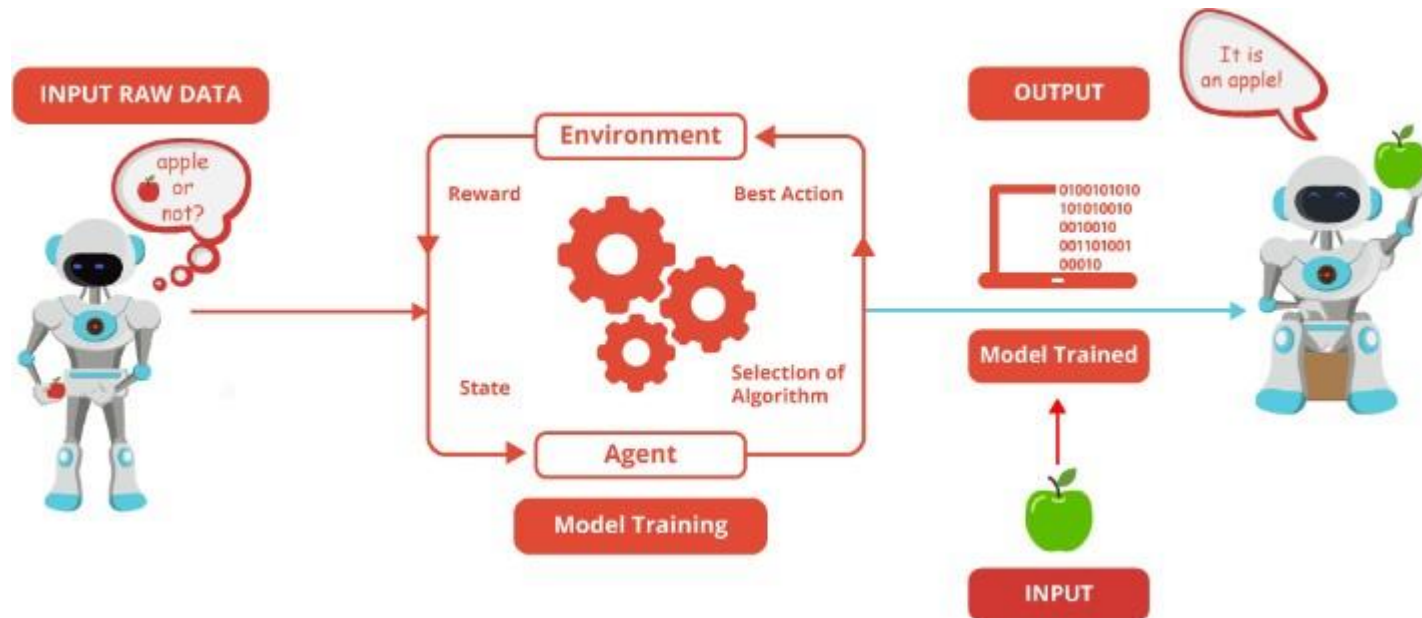 INPUT RAW DATA
apple
or
not?
Environment
Reward
Best Action
State
Selection of
Algorithm
Agent
Model Training
OUTPUT
0100101010
101010010
0010010
001101001
00010
Model Trained
INPUT
It is
an apple!